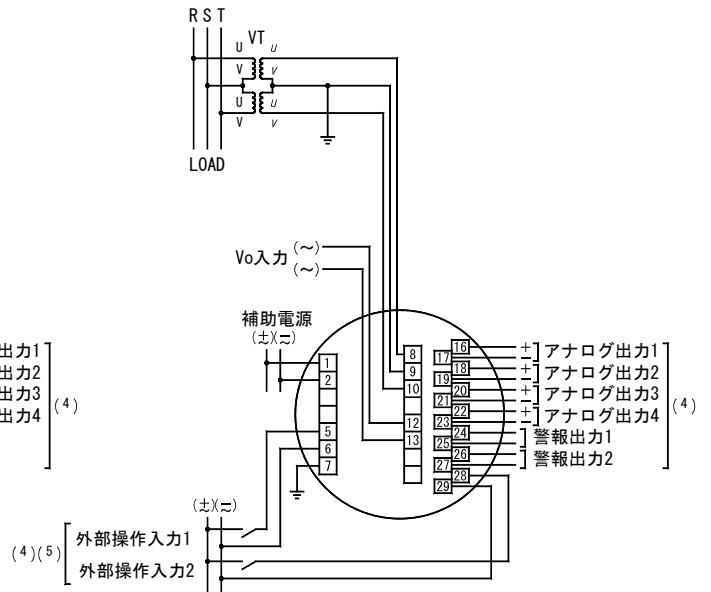 R S T
VT
U u
V v
U u
V v
LOAD
Vo入力 (~)
(~)
補助電源
(±)(=)
1
2
5
6
7
8
9
10
12
13
16
17
18
19
20
21
22
23
24
25
26
27
28
29
+
- アナログ出力1
+
- アナログ出力2
+
- アナログ出力3
+
- アナログ出力4
警報出力1
警報出力2
(4)
出力1
出力2
出力3
出力4
(4)
(±)(=)
(4)(5)
外部操作入力1
外部操作入力2